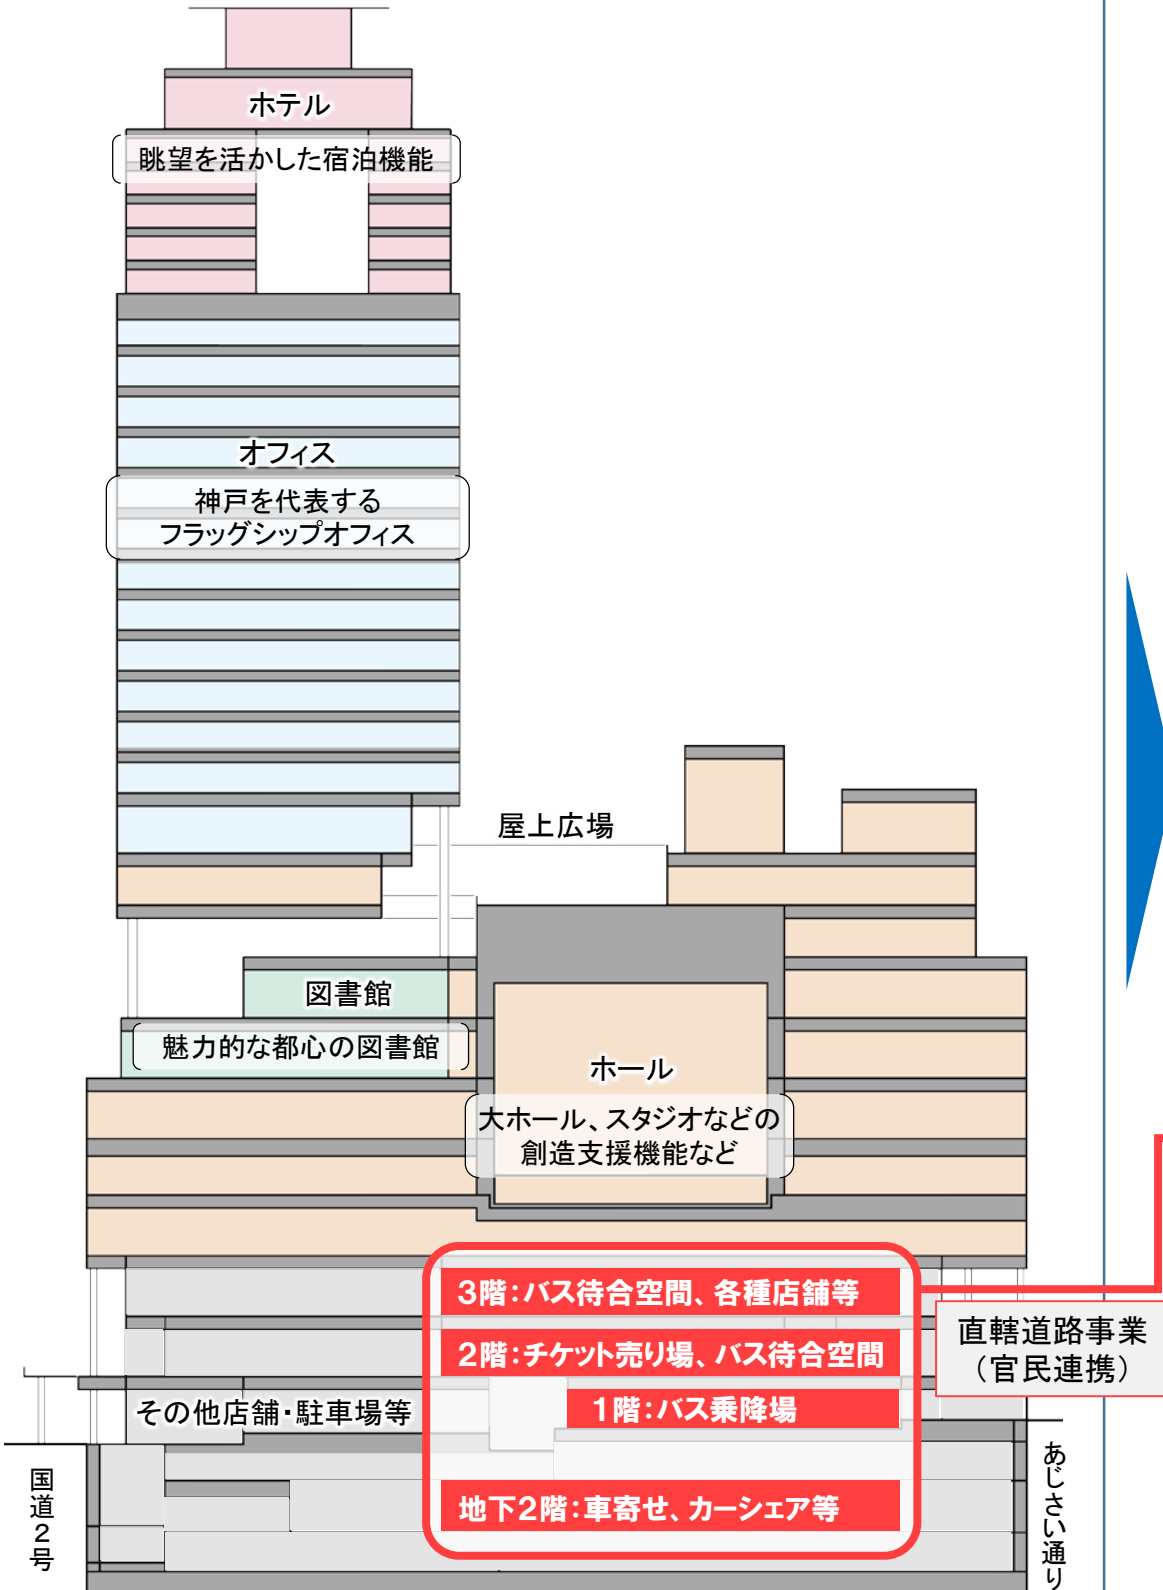 ホテル
眺望を活かした宿泊機能
オフィス
神戸を代表する
フラッグシップオフィス
屋上広場
図書館
魅力的な都心の図書館
ホール
大ホール、スタジオなどの
創造支援機能など
3階：バス待合空間、各種店舗等
2階：チケット売り場、バス待合空間
直轄道路事業
（官民連携）
1階：バス乗降場
その他店舗・駐車場等
地下2階：車寄せ、カーシェア等
国道2号
あじさい通り